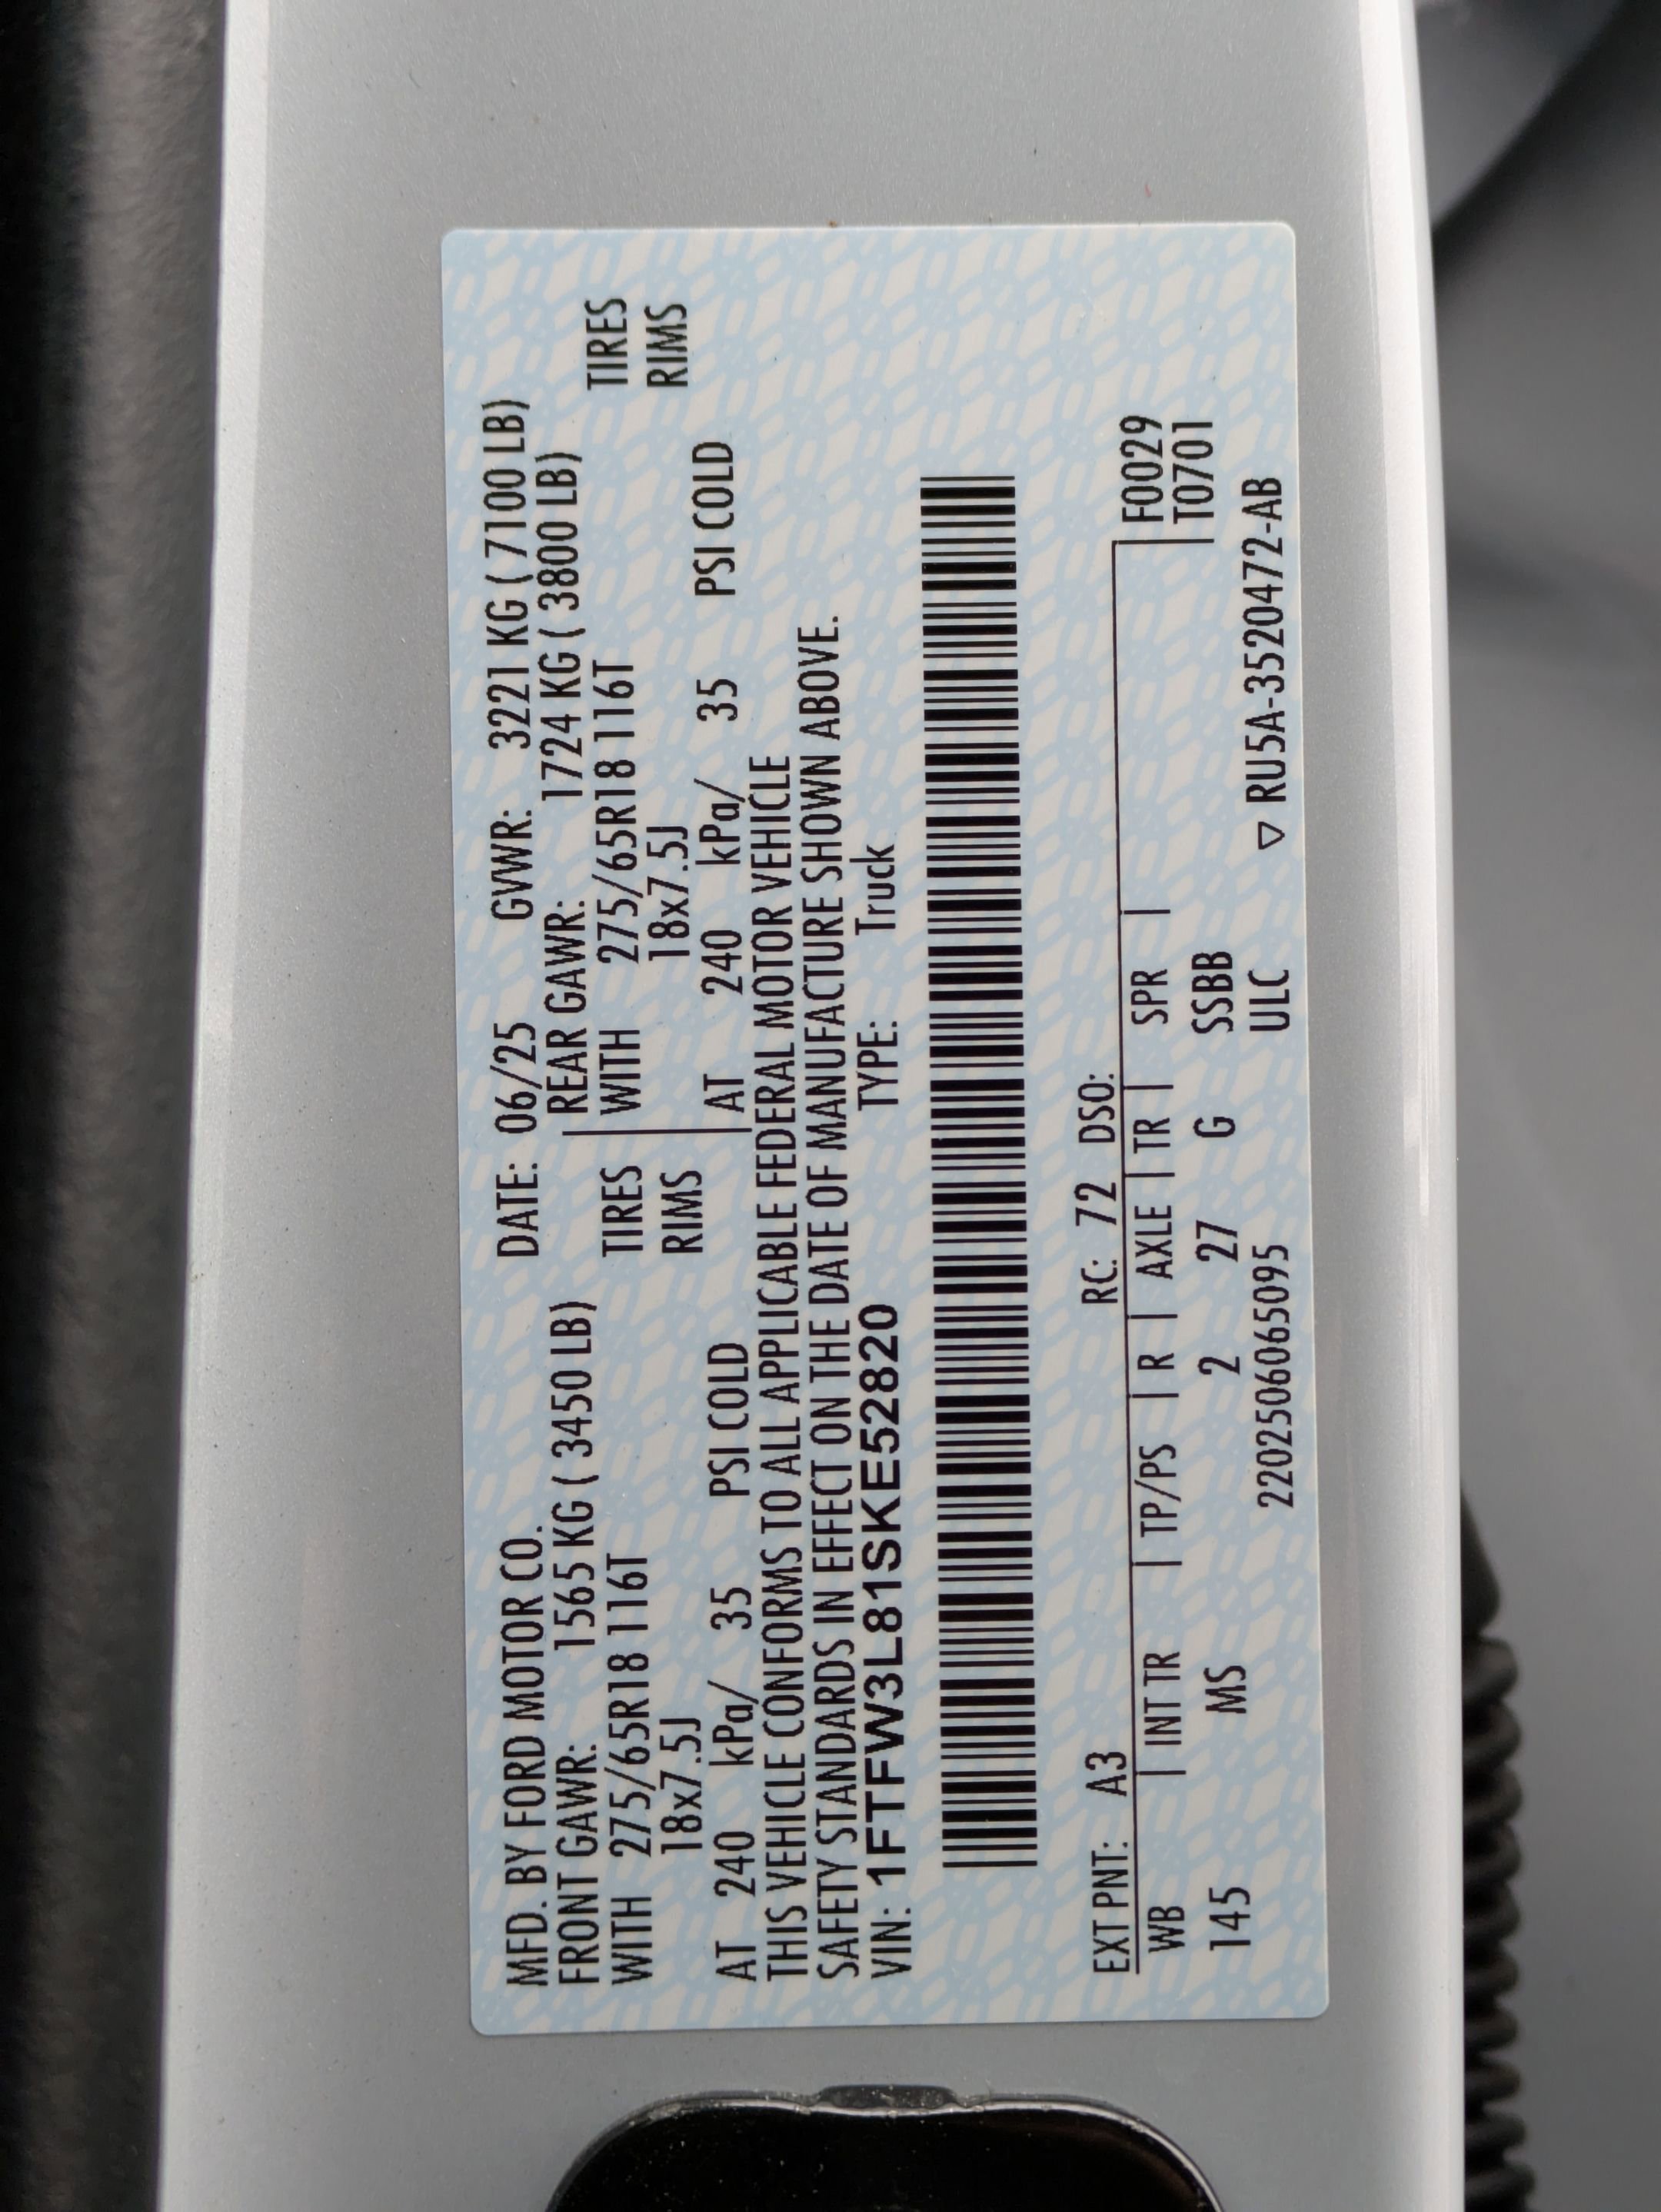 MFD. BY FORD MOTOR CO. DATE: 06/25 GVWR: 3221 KG ( 7100 LB)
FRONT GAWR: 1565 KG ( 3450 LB) REAR GAWR: 1724 KG ( 3800 LB)
WITH 275/65R18 116T TIRES WITH 275/65R18 116T TIRES
18x7.5J RIMS 18x7.5J RIMS
AT 240 kPa/ 35 PSI COLD AT 240 kPa/ 35 PSI COLD
THIS VEHICLE CONFORMS TO ALL APPLICABLE FEDERAL MOTOR VEHICLE
SAFETY STANDARDS IN EFFECT ON THE DATE OF MANUFACTURE SHOWN ABOVE.
VIN: 1FTFW3L81SKE52820 TYPE: Truck
EXT PNT: A3 RC: 72 DSO:
WB | INT TR | TP/PS | R | AXLE | TR | SPR | F0029
T0701
145 MS 2 27 G SSBB
2202506065095 ULC ▽ RU5A-3520472-AB